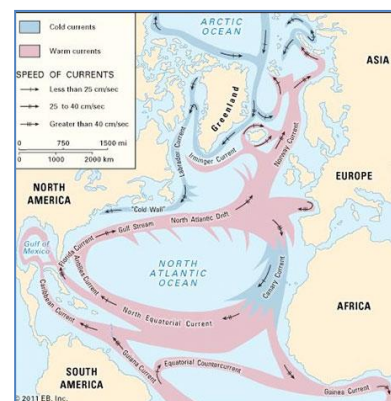 Cold currents
Warm currents
SPEED OF CURRENTS
Less than 25 cm/sec
25 to 40 cm/sec
Greater than 40 cm/sec
0 750 1500 mi
0 1000 2000 km
ARCTIC
OCEAN
ASIA
Greenland
Labrador Current
Irminger Current
Norway Current
NORTH
AMERICA
EUROPE
"Cold Wall"
North Atlantic Drift
Gulf Stream
Florida Current
Gulf of
Mexico
Antilles Current
NORTH
ATLANTIC
OCEAN
Canary Current
Caribbean Current
North Equatorial Current
AFRICA
Guiana Current
Equatorial Countercurrent
SOUTH
AMERICA
Guinea Current
© 2011 EB, Inc.